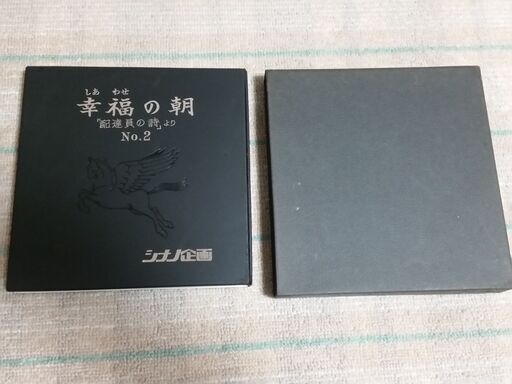 しあ わせ
幸福の朝
「配達員の詩」より
No.2
シナノ企画